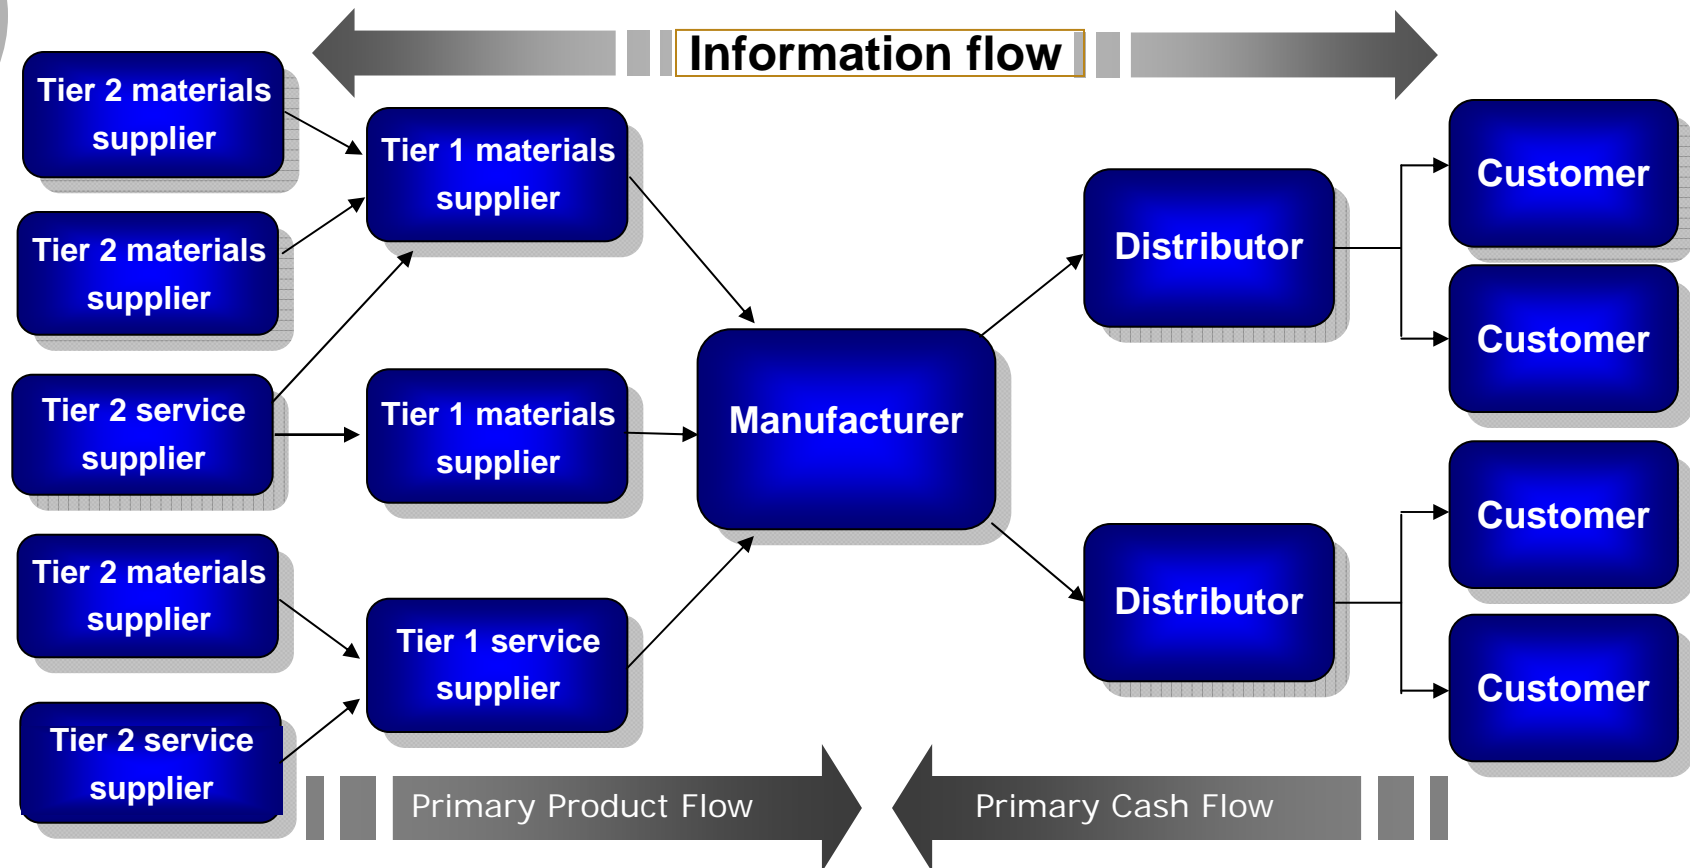 Information flow
Tier 2 materials
supplier
Tier 2 materials
supplier
Tier 2 service
supplier
Tier 2 materials
supplier
Tier 2 service
supplier
Tier 1 materials
supplier
Tier 1 materials
supplier
Tier 1 service
supplier
Manufacturer
Distributor
Distributor
Customer
Customer
Customer
Customer
Primary Product Flow
Primary Cash Flow